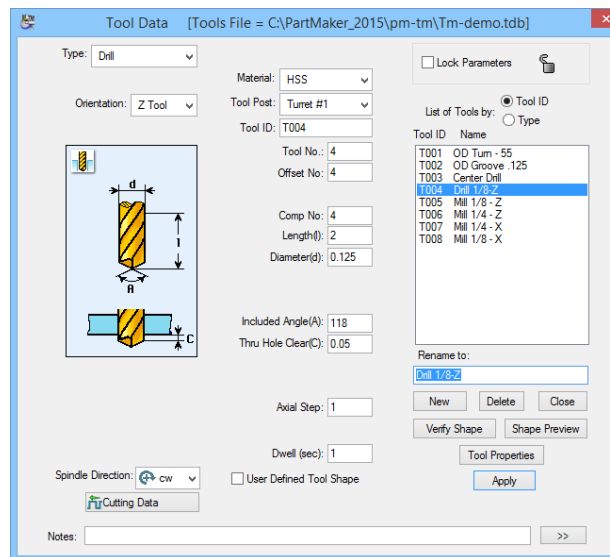 Tool Data [Tools File = C:\PartMaker_2015\pm-tm\Tm-demo.tdb]
Type: Drill
Orientation: Z Tool
d
l
A
C
Spindle Direction: CW
Cutting Data
Material: HSS
Tool Post: Turret #1
Tool ID: T004
Tool No.: 4
Offset No: 4
Comp No: 4
Length(l): 2
Diameter(d): 0.125
Included Angle(A): 118
Thru Hole Clear(C): 0.05
Axial Step: 1
Dwell (sec): 1
User Defined Tool Shape
Lock Parameters
List of Tools by: Tool ID
Type
Tool ID Name
T001 OD Turn - 55
T002 OD Groove .125
T003 Center Drill
T004 Drill 1/8-Z
T005 Mill 1/8 - Z
T006 Mill 1/4 - Z
T007 Mill 1/4 - X
T008 Mill 1/8 - X
Rename to:
Drill 1/8-Z
New Delete Close
Verify Shape Shape Preview
Tool Properties
Apply
Notes: >>